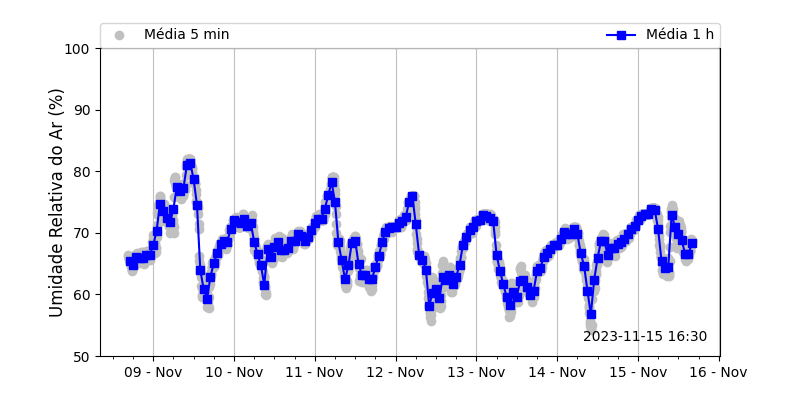 Média 5 min
Média 1 h
100
90
80
70
60
50
Umidade Relativa do Ar (%)
2023-11-15 16:30
09 - Nov
10 - Nov
11 - Nov
12 - Nov
13 - Nov
14 - Nov
15 - Nov
16 - Nov